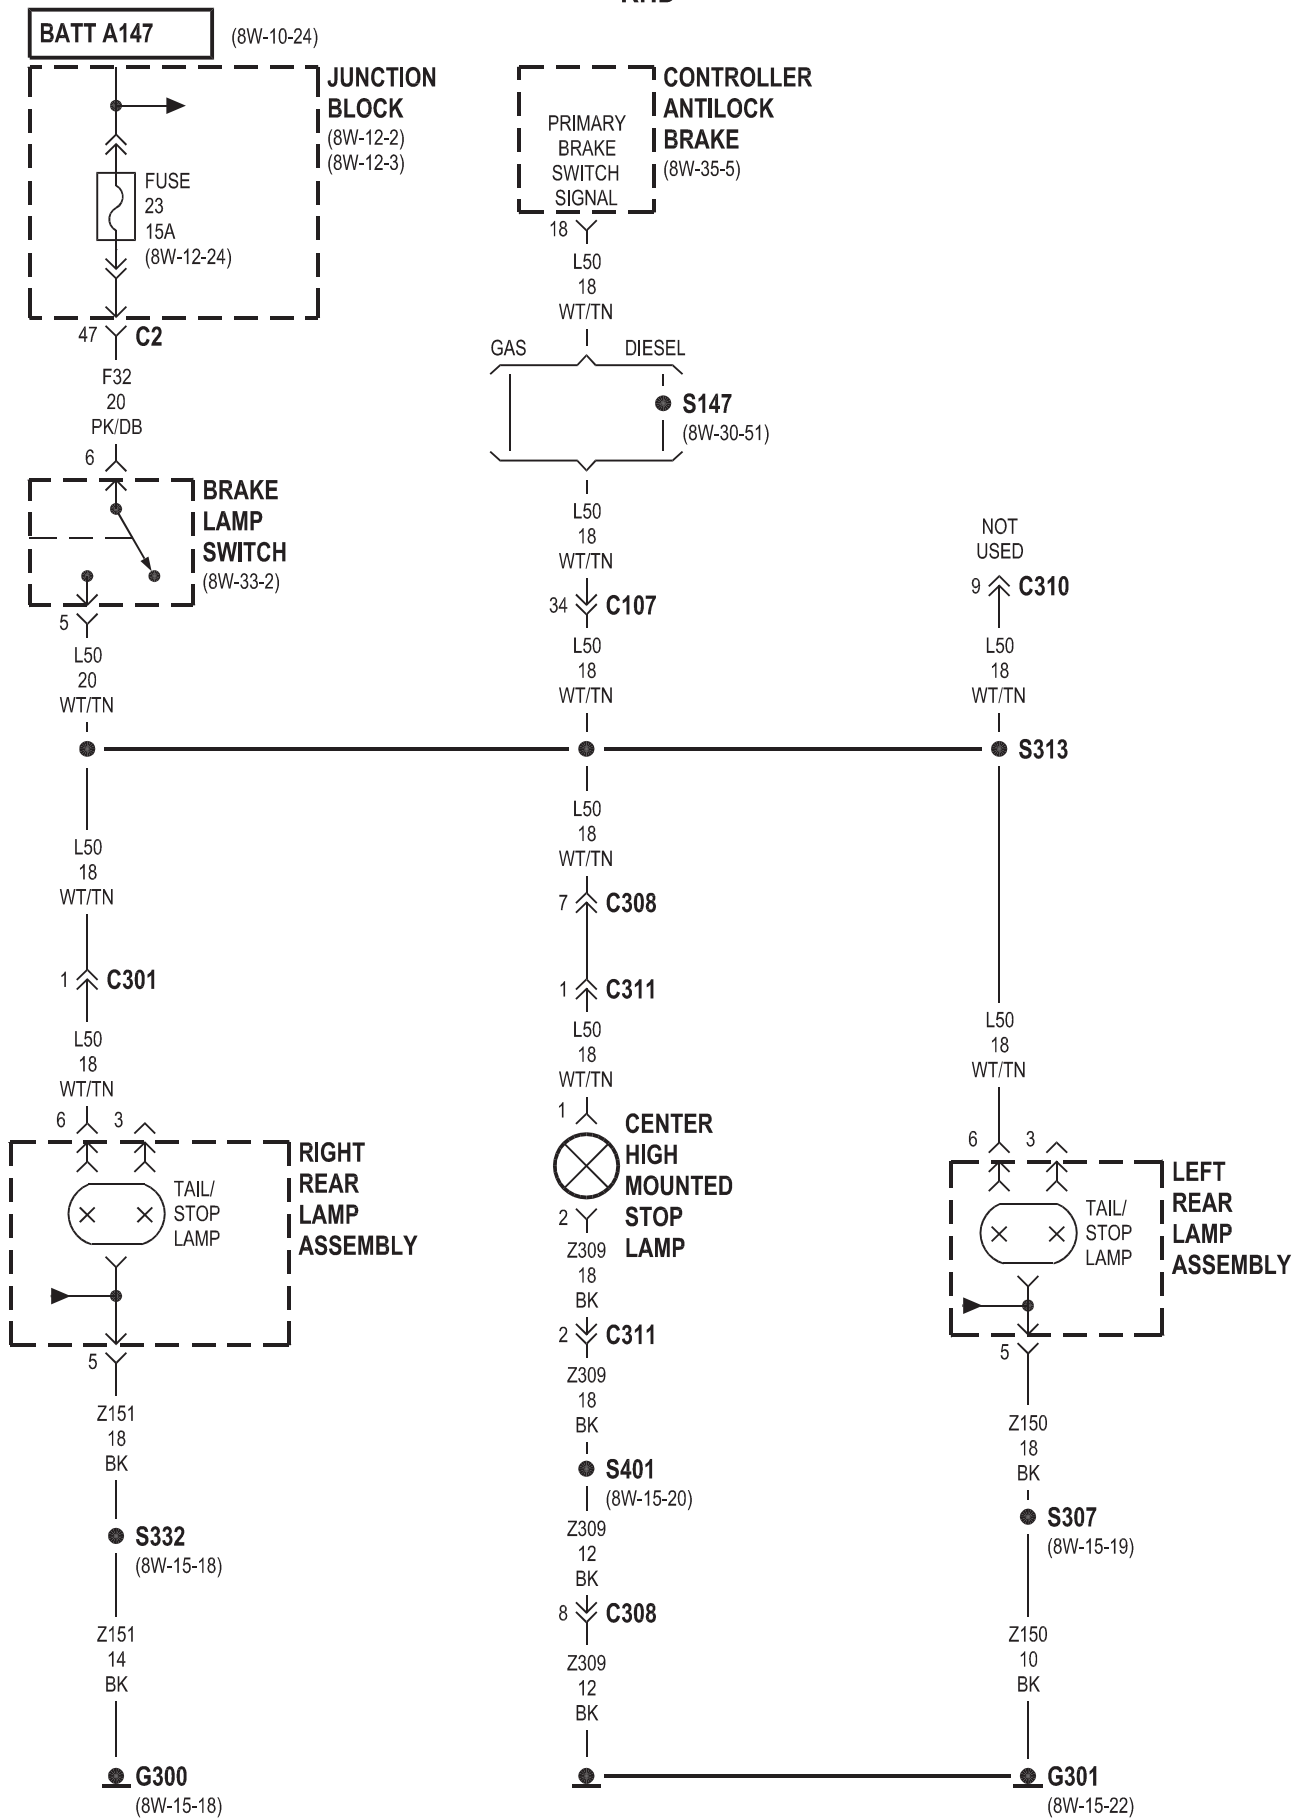 BATT A147
(8W-10-24)
JUNCTION
BLOCK
(8W-12-2)
(8W-12-3)
FUSE
23
15A
(8W-12-24)
47
C2
F32
20
PK/DB
6
BRAKE
LAMP
SWITCH
(8W-33-2)
5
L50
20
WT/TN
L50
18
WT/TN
1
C301
L50
18
WT/TN
6
3
RIGHT
REAR
LAMP
ASSEMBLY
TAIL/
STOP
LAMP
5
Z151
18
BK
S332
(8W-15-18)
Z151
14
BK
G300
(8W-15-18)
CONTROLLER
ANTILOCK
BRAKE
(8W-35-5)
PRIMARY
BRAKE
SWITCH
SIGNAL
18
L50
18
WT/TN
GAS
DIESEL
S147
(8W-30-51)
L50
18
WT/TN
34
C107
L50
18
WT/TN
L50
18
WT/TN
7
C308
1
C311
L50
18
WT/TN
1
CENTER
HIGH
MOUNTED
STOP
LAMP
2
Z309
18
BK
2
C311
Z309
18
BK
S401
(8W-15-20)
Z309
12
BK
8
C308
Z309
12
BK
NOT
USED
9
C310
L50
18
WT/TN
S313
L50
18
WT/TN
6
3
LEFT
REAR
LAMP
ASSEMBLY
TAIL/
STOP
LAMP
5
Z150
18
BK
S307
(8W-15-19)
Z150
10
BK
G301
(8W-15-22)